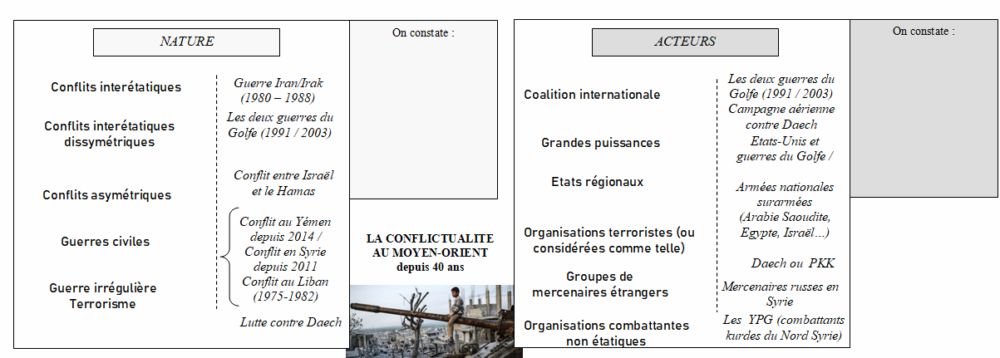 NATURE
On constate :
Conflits interétatiques
Guerre Iran/Irak
(1980 – 1988)
Conflits interétatiques
dissymétriques
Les deux guerres du
Golfe (1991 / 2003)
Conflits asymétriques
Conflit entre Israël
et le Hamas
Guerres civiles
Conflit au Yémen
depuis 2014 /
Conflit en Syrie
depuis 2011
Conflit au Liban
(1975-1982)
Guerre irrégulière
Terrorisme
Lutte contre Daech
LA CONFLICTUALITE
AU MOYEN-ORIENT
depuis 40 ans
ACTEURS
On constate :
Coalition internationale
Les deux guerres du
Golfe (1991 / 2003)
Campagne aérienne
contre Daech
Grandes puissances
Etats-Unis et
guerres du Golfe /
Etats régionaux
Armées nationales
surarmées
(Arabie Saoudite,
Egypte, Israël…)
Organisations terroristes (ou
considérées comme telle)
Daech ou PKK
Groupes de
mercenaires étrangers
Mercenaires russes en
Syrie
Organisations combattantes
non étatiques
Les YPG (combattants
kurdes du Nord Syrie)